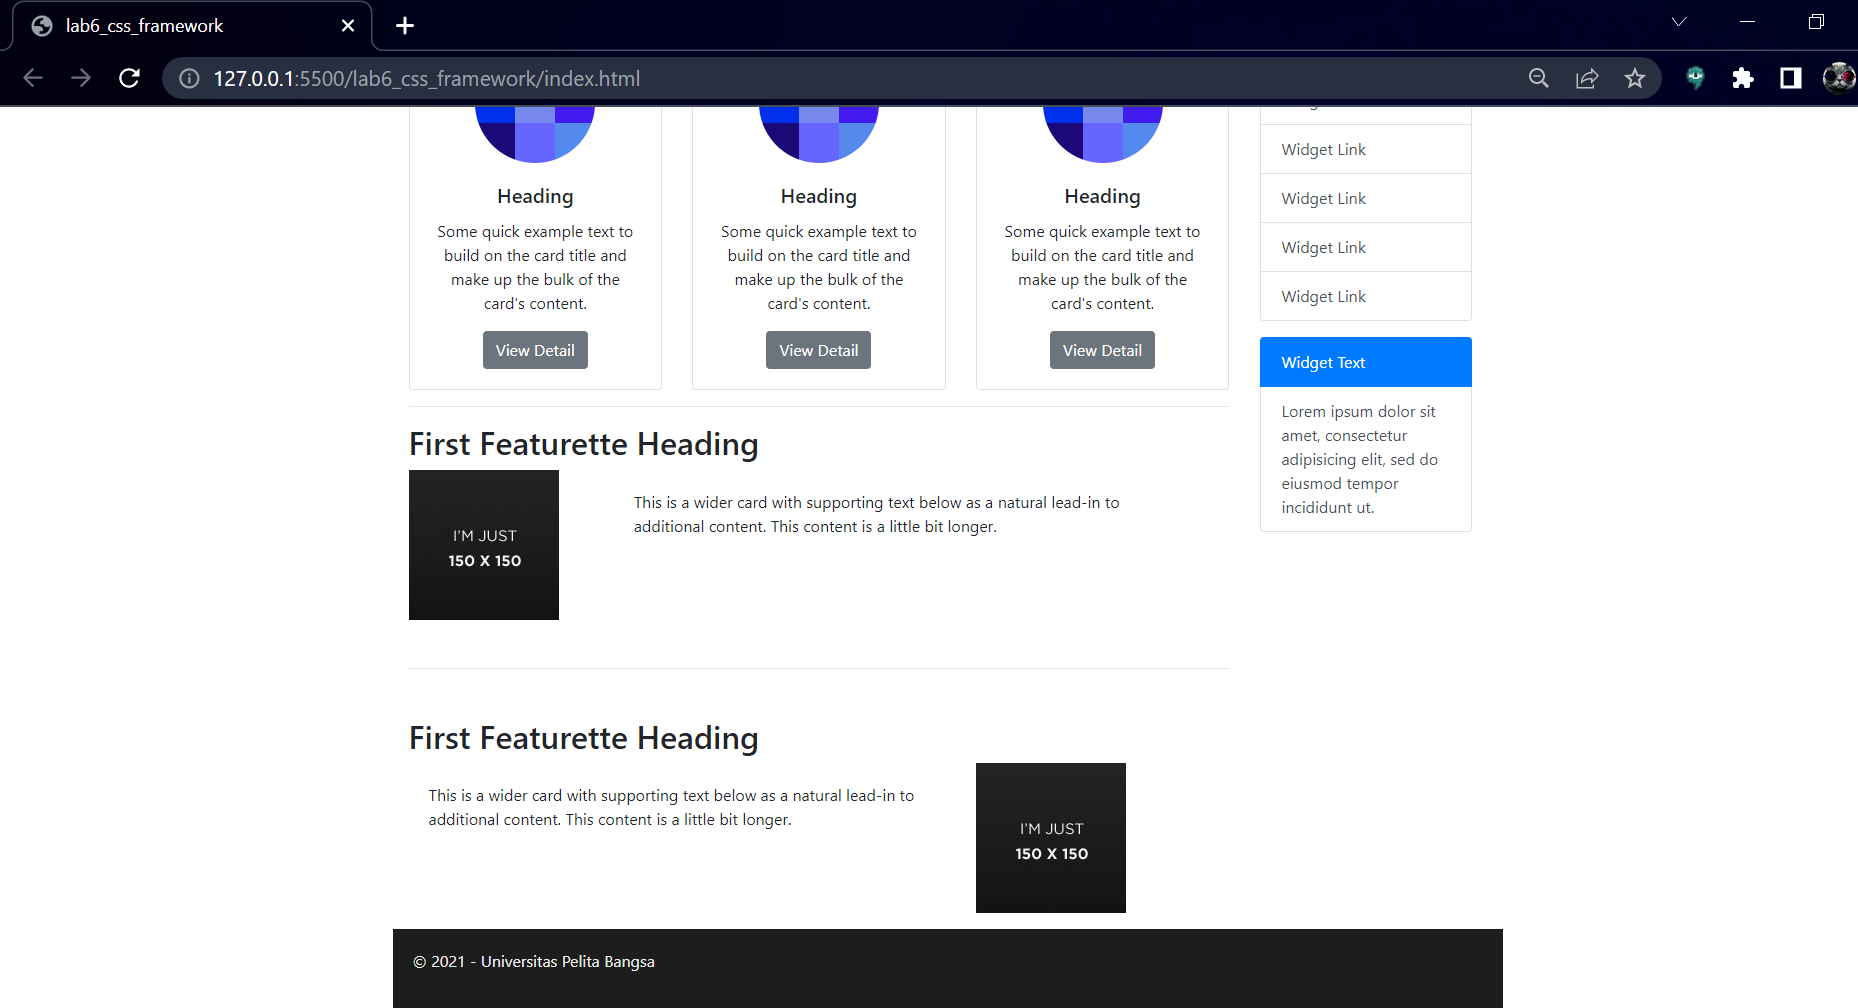 lab6_css_framework
127.0.0.1:5500/lab6_css_framework/index.html
Heading
Some quick example text to
build on the card title and
make up the bulk of the
card's content.
View Detail
Heading
Some quick example text to
build on the card title and
make up the bulk of the
card's content.
View Detail
Heading
Some quick example text to
build on the card title and
make up the bulk of the
card's content.
View Detail
First Featurette Heading
I'M JUST
150 X 150
This is a wider card with supporting text below as a natural lead-in to
additional content. This content is a little bit longer.
First Featurette Heading
This is a wider card with supporting text below as a natural lead-in to
additional content. This content is a little bit longer.
I'M JUST
150 X 150
Widget Link
Widget Link
Widget Link
Widget Link
Widget Text
Lorem ipsum dolor sit
amet, consectetur
adipisicing elit, sed do
eiusmod tempor
incididunt ut.
© 2021 - Universitas Pelita Bangsa